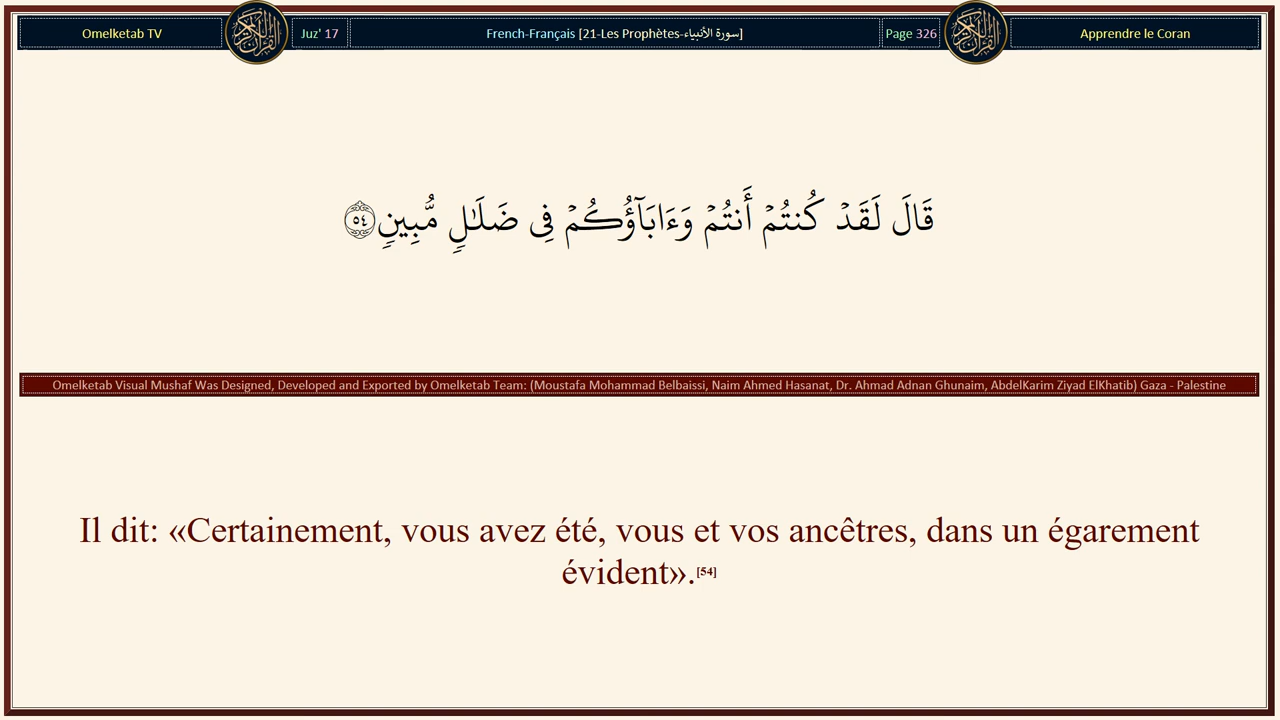 Omelketab TV
Juz' 17
French-Français [21-Les Prophètes-سورة الأنبياء]
Page 326
Apprendre le Coran
قَالَ لَقَدۡ كُنتُمۡ أَنتُمۡ وَءَابَآؤُكُمۡ فِی ضَلَـٰلࣲ مُّبِینࣲ ٥٤
Omelketab Visual Mushaf Was Designed, Developed and Exported by Omelketab Team: (Moustafa Mohammad Belbaissi, Naim Ahmed Hasanat, Dr. Ahmad Adnan Ghunaim, AbdelKarim Ziyad ElKhatib) Gaza - Palestine
Il dit: «Certainement, vous avez été, vous et vos ancêtres, dans un égarement
évident».[54]